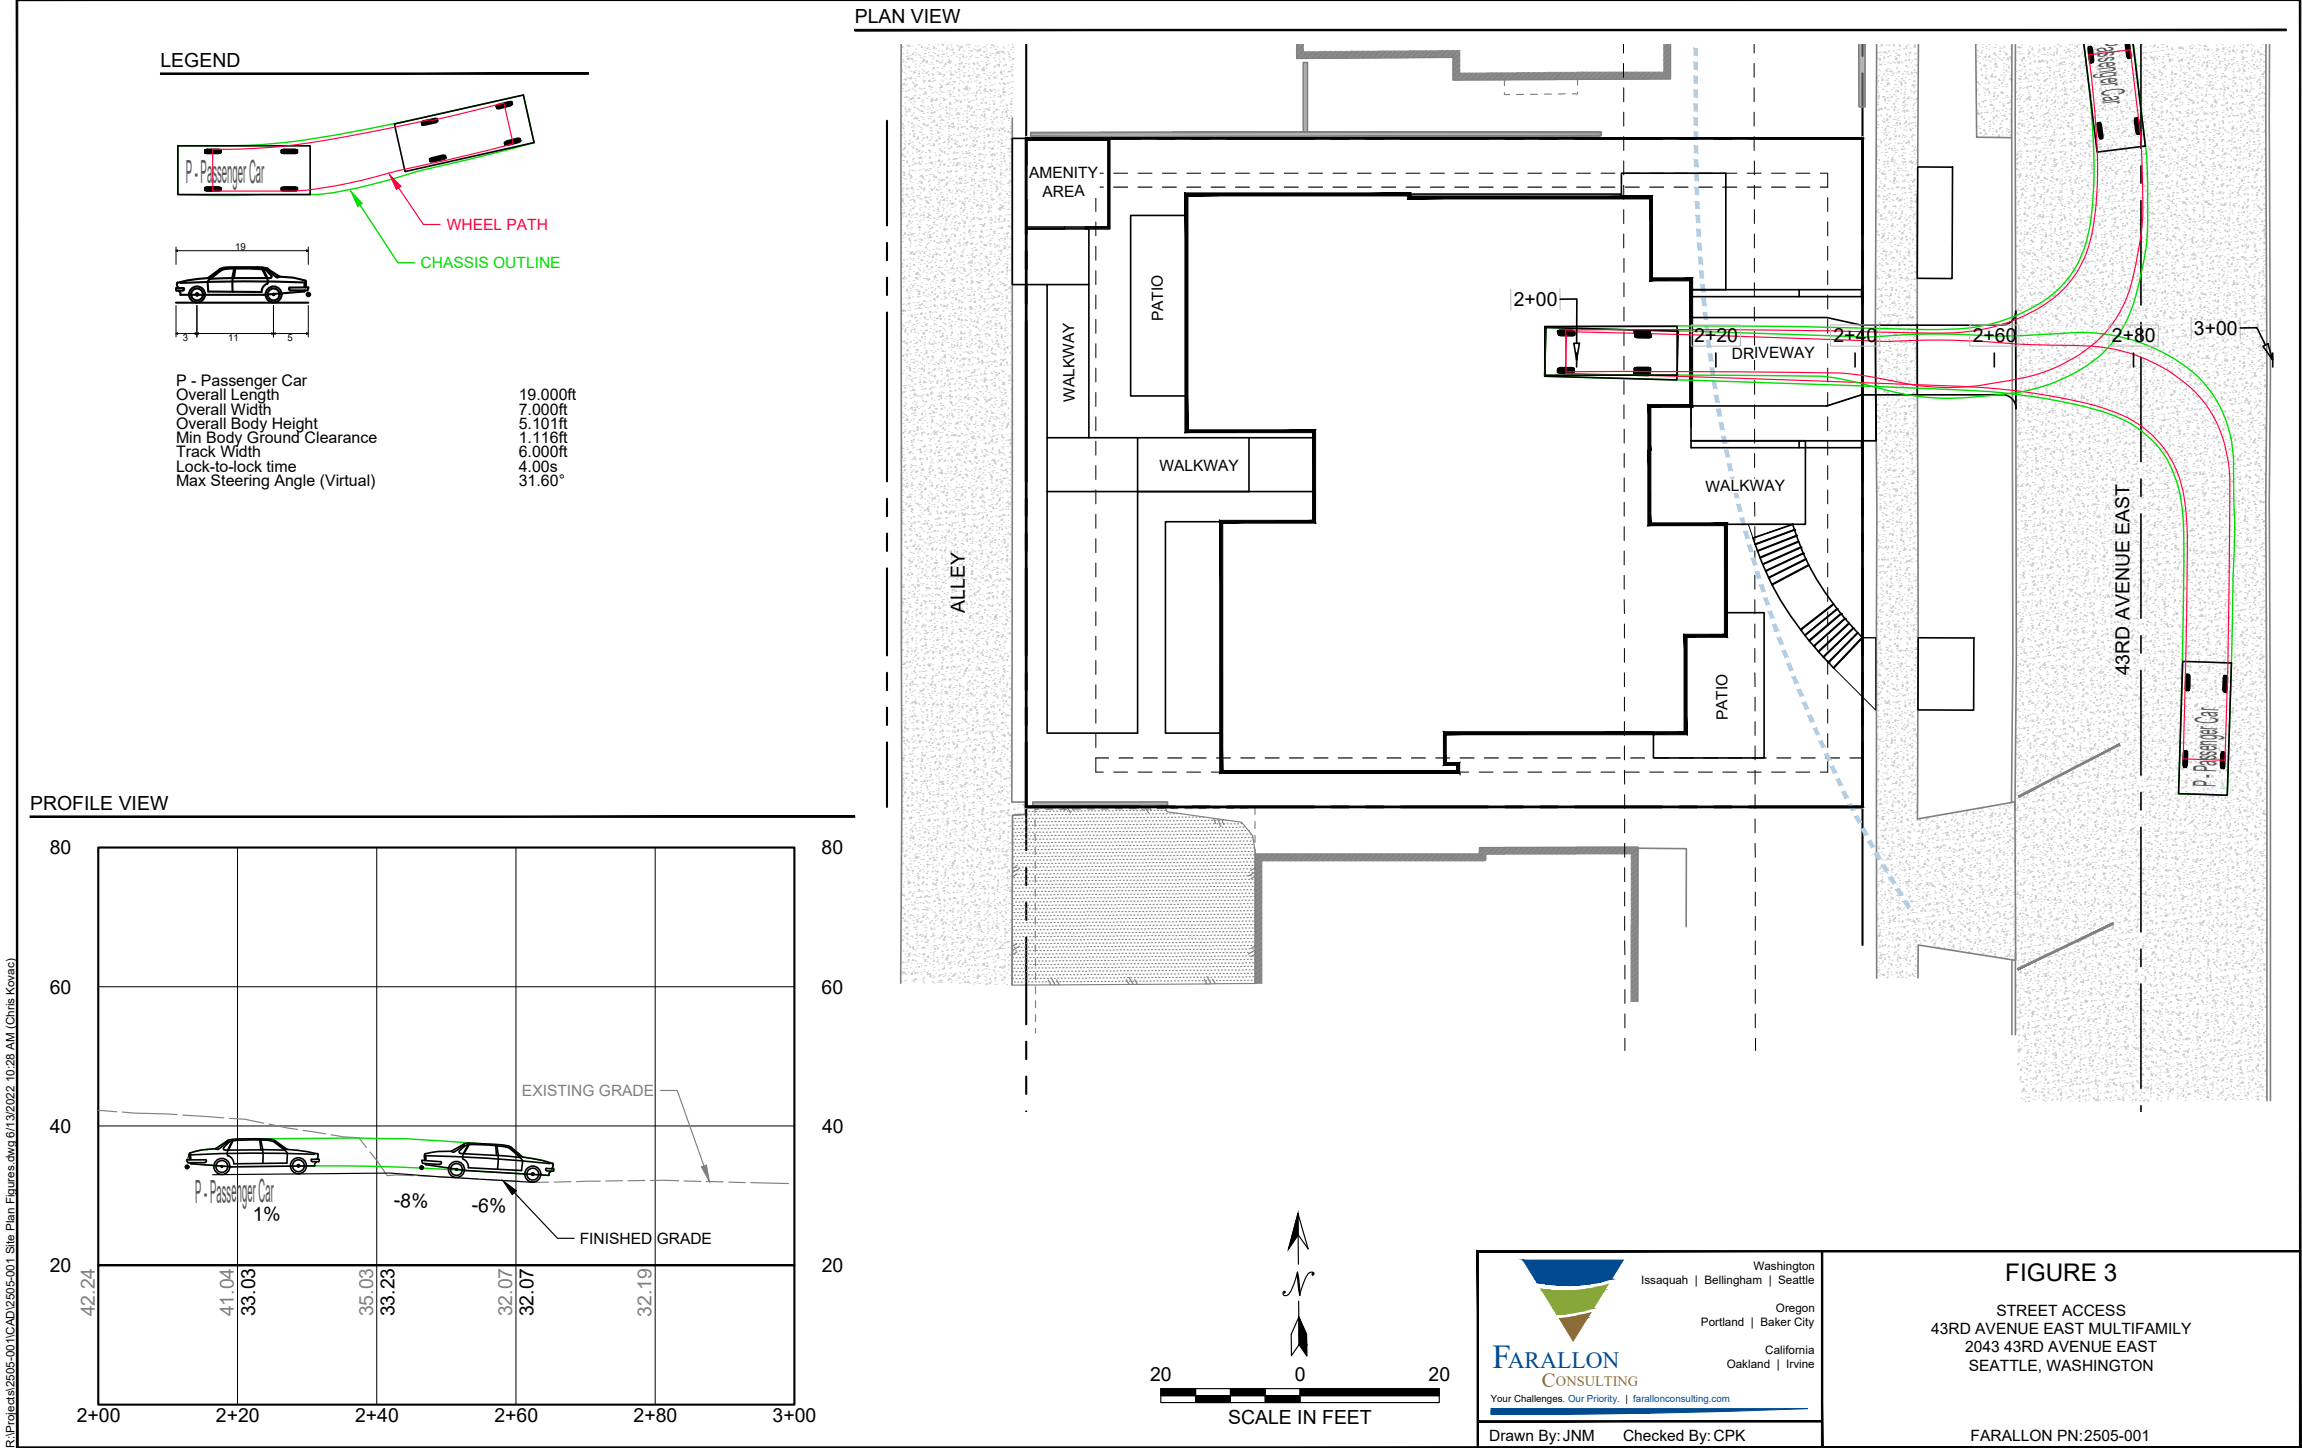 PLAN VIEW
LEGEND
P - Passenger Car
WHEEL PATH
CHASSIS OUTLINE
19
3
11
5
P - Passenger Car
Overall Length 19.000ft
Overall Width 7.000ft
Overall Body Height 5.101ft
Min Body Ground Clearance 1.116ft
Track Width 6.000ft
Lock-to-lock time 4.00s
Max Steering Angle (Virtual) 31.60°
AMENITY
AREA
PATIO
WALKWAY
WALKWAY
ALLEY
2+00
2+20
2+40
2+60
2+80
3+00
DRIVEWAY
WALKWAY
PATIO
43RD AVENUE EAST
Passenger Car
P - Passenger Car
PROFILE VIEW
80
80
60
60
40
40
20
20
EXISTING GRADE
P - Passenger Car
1%
-8%
-6%
FINISHED GRADE
42.24
41.04
33.03
35.03
33.23
32.07
32.07
32.19
2+00
2+20
2+40
2+60
2+80
3+00
R:\Projects\2505-001\CAD\2505-001 Site Plan Figures.dwg 6/13/2022 10:28 AM (Chris Kovac)
N
20
0
20
SCALE IN FEET
Washington
Issaquah | Bellingham | Seattle
Oregon
Portland | Baker City
California
Oakland | Irvine
FARALLON
CONSULTING
Your Challenges. Our Priority. | farallonconsulting.com
Drawn By: JNM Checked By: CPK
FIGURE 3
STREET ACCESS
43RD AVENUE EAST MULTIFAMILY
2043 43RD AVENUE EAST
SEATTLE, WASHINGTON
FARALLON PN: 2505-001